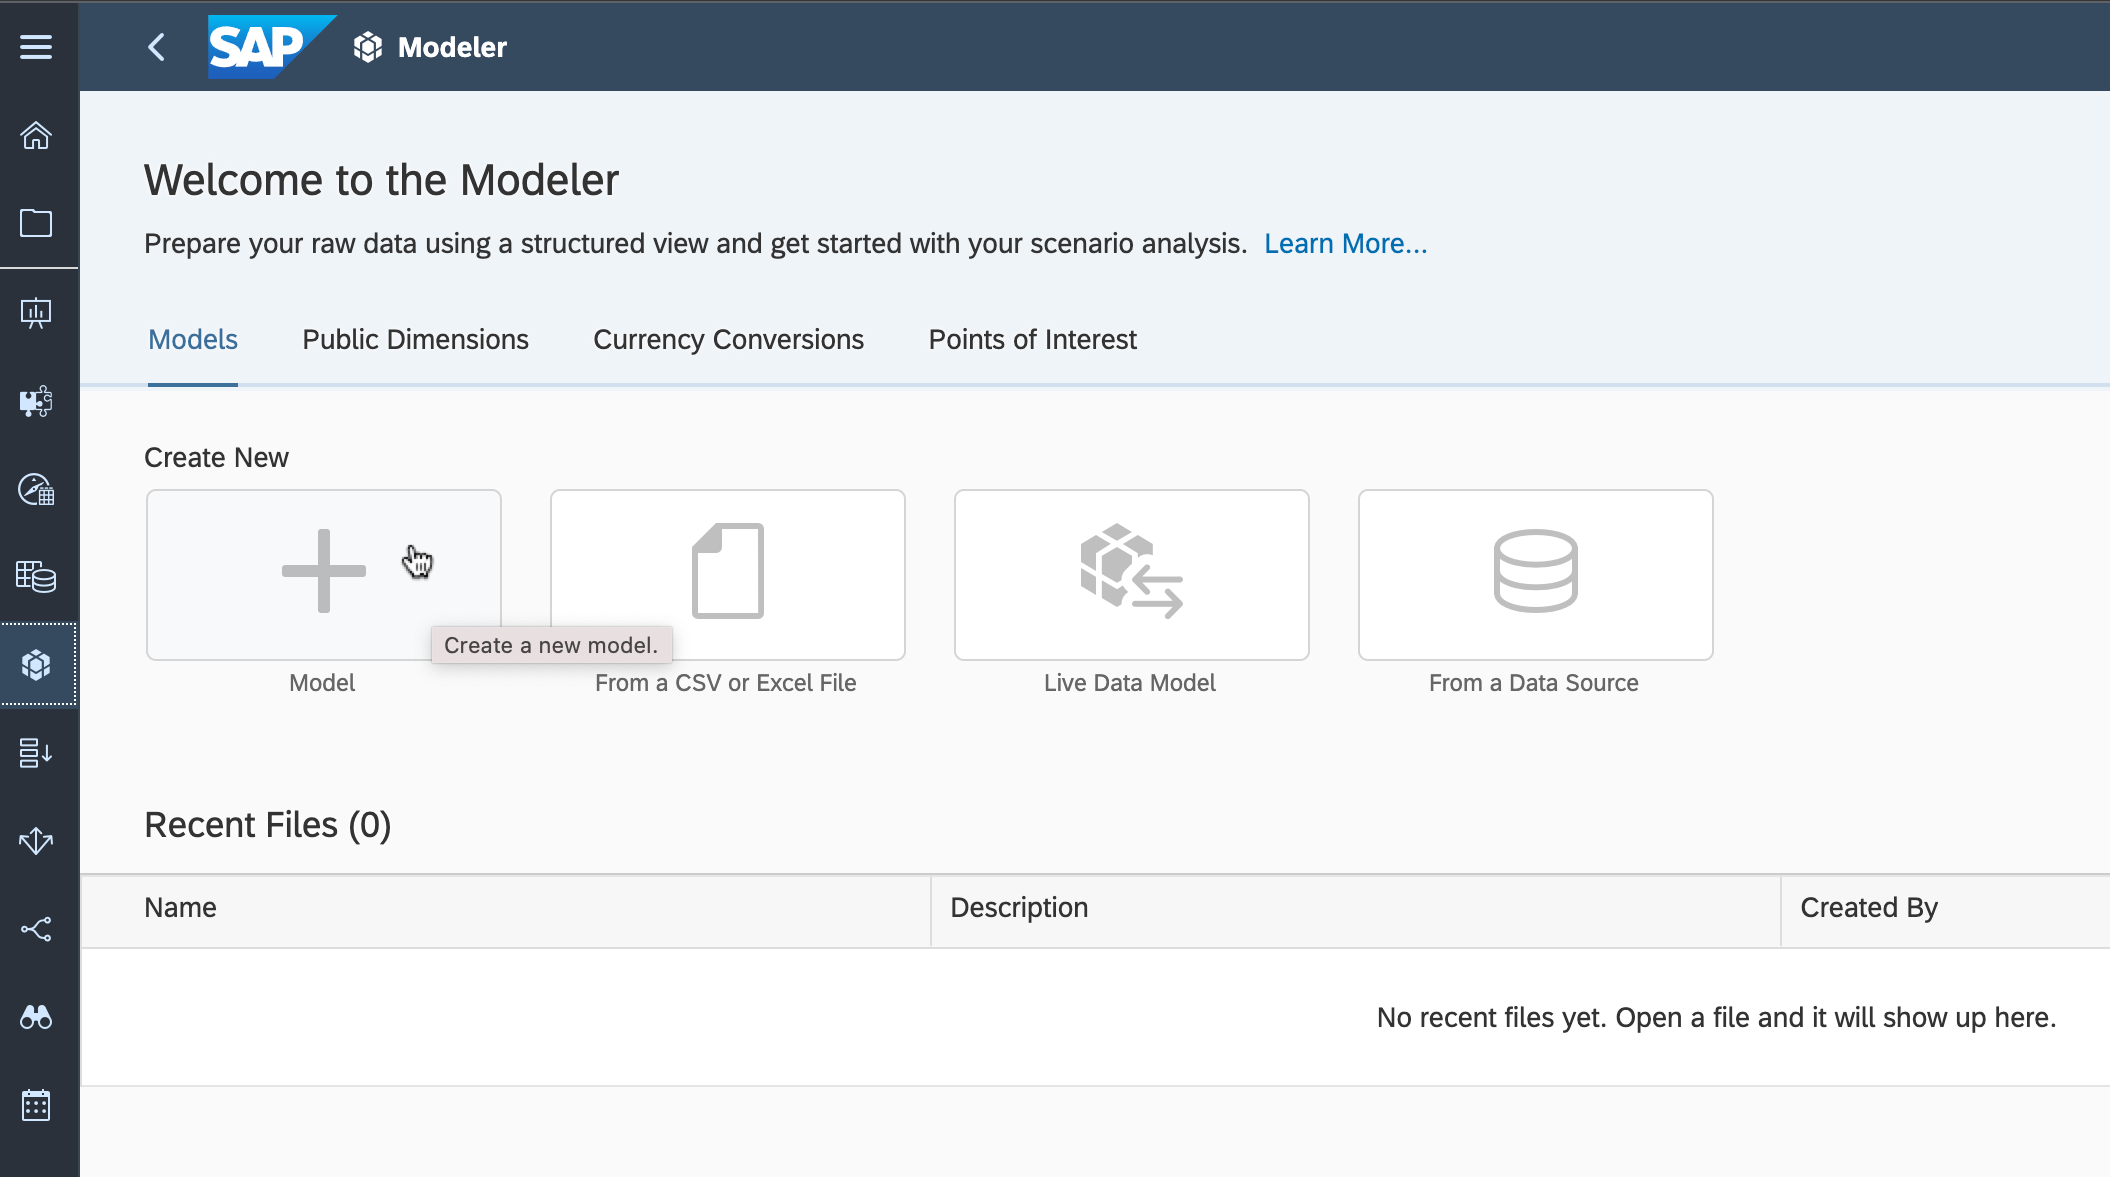 SAP Modeler
Welcome to the Modeler
Prepare your raw data using a structured view and get started with your scenario analysis. Learn More...
Models Public Dimensions Currency Conversions Points of Interest
Create New
Create a new model.
Model From a CSV or Excel File Live Data Model From a Data Source
Recent Files (0)
Name Description Created By
No recent files yet. Open a file and it will show up here.